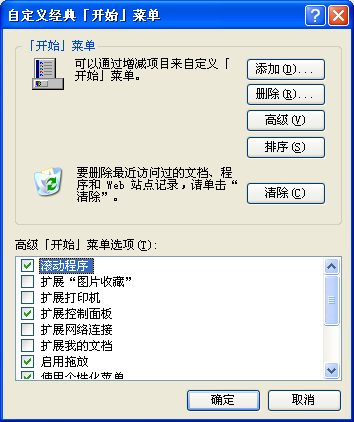 自定义经典「开始」菜单
「开始」菜单
可以通过增减项目来自定义「
开始」菜单。
添加(D)...
删除(R)...
高级(V)
排序(S)
要删除最近访问过的文档、程
序和 Web 站点记录，请单击“
清除”。
清除(C)
高级「开始」菜单选项(T):
滚动程序
扩展“图片收藏”
扩展打印机
扩展控制面板
扩展网络连接
扩展我的文档
启用拖放
使用个性化菜单
确定
取消